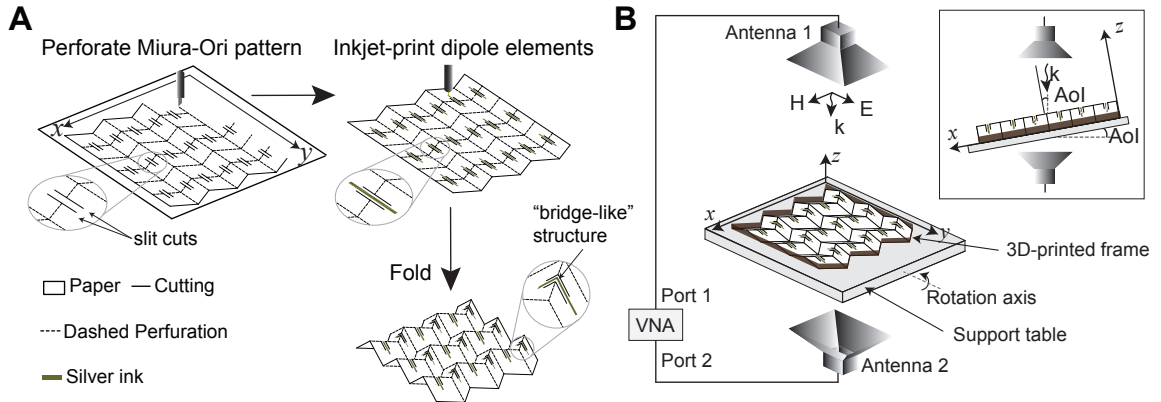 A
Perforate Miura-Ori pattern
Inkjet-print dipole elements
x
y
slit cuts
"bridge-like"
structure
Fold
Paper
Cutting
Dashed Perfuration
Silver ink
B
Antenna 1
H
E
k
z
x
y
3D-printed frame
Rotation axis
Support table
Port 1
VNA
Port 2
Antenna 2
z
k
AoI
x
AoI